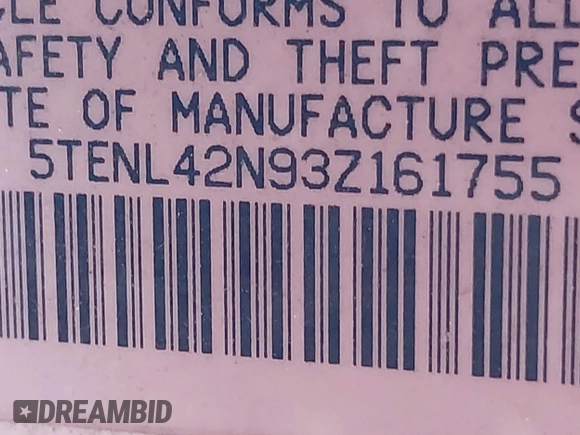 CLE CONFORMS TO ALL
AFETY AND THEFT PRE
TE OF MANUFACTURE S
5TENL42N93Z161755
DREAMBID